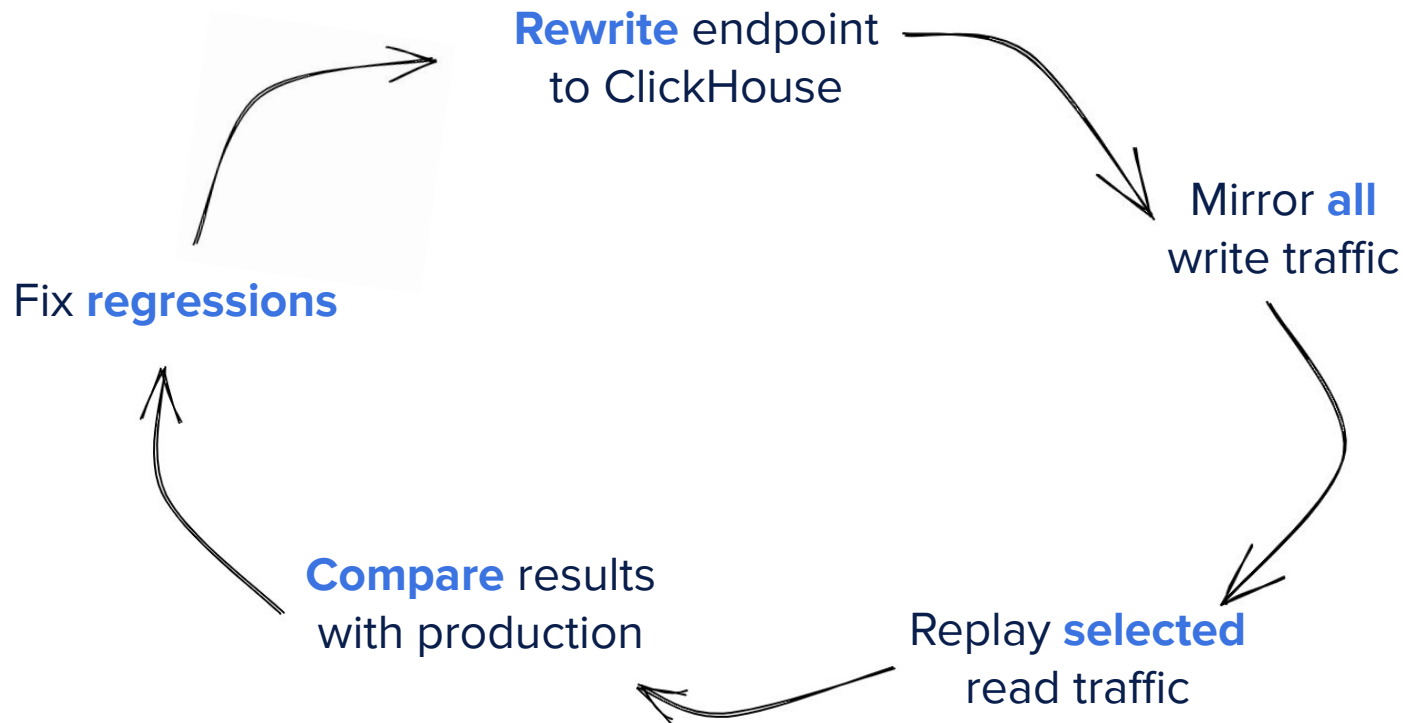 Rewrite endpoint
to ClickHouse
Mirror all
write traffic
Replay selected
read traffic
Compare results
with production
Fix regressions